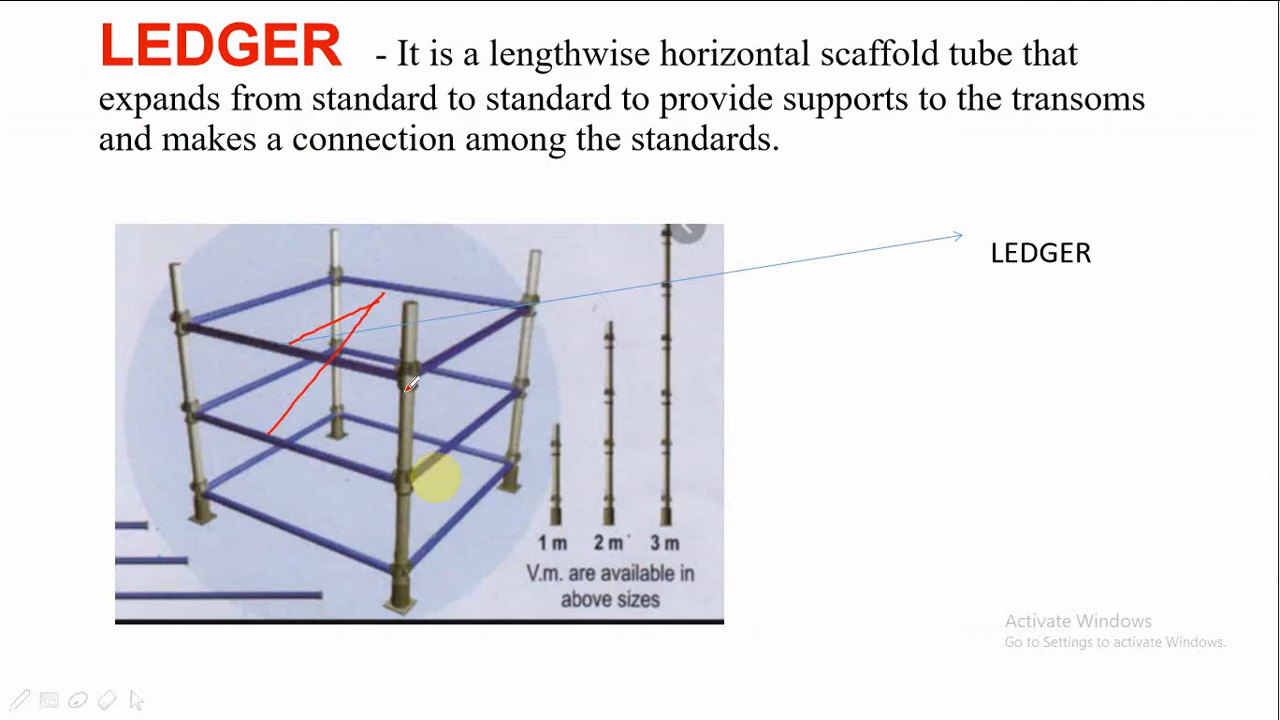 LEDGER - It is a lengthwise horizontal scaffold tube that
expands from standard to standard to provide supports to the transoms
and makes a connection among the standards.
LEDGER
1 m 2 m 3 m
V.m. are available in
above sizes
Activate Windows
Go to Settings to activate Windows.